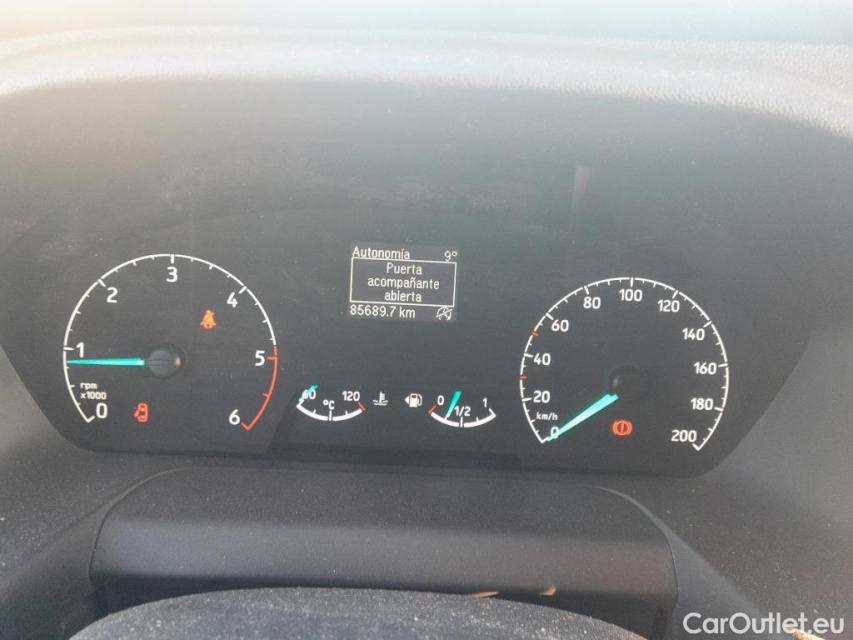 Autonomía 9°
Puerta
acompañante
abierta
85689.7 km
0 1 2 3 4 5 6
rpm
x1000
60 °C 120
0 1/2 1
0 20 40 60 80 100 120 140 160 180 200
km/h
CarOutlet.eu